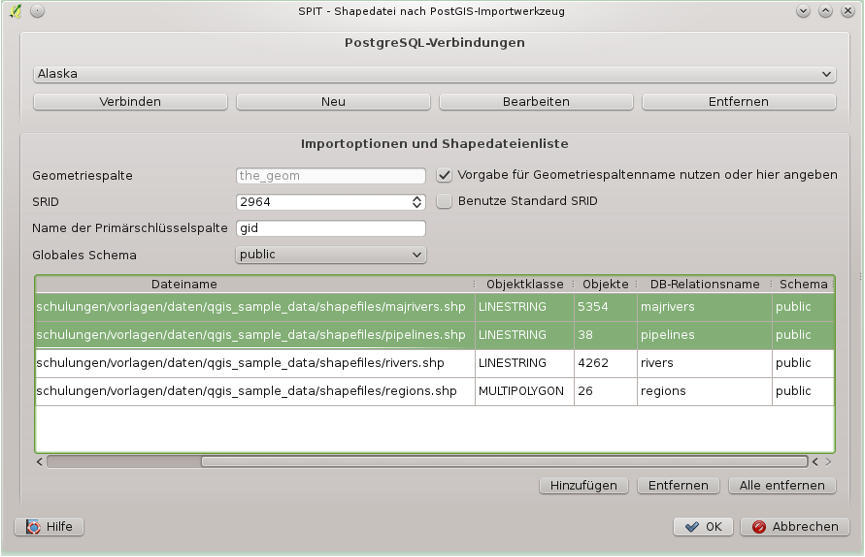 SPIT - Shapedatei nach PostGIS-Importwerkzeug
PostgreSQL-Verbindungen
Alaska
Verbinden Neu Bearbeiten Entfernen
Importoptionen und Shapedateienliste
Geometriespalte the_geom Vorgabe für Geometriespaltenname nutzen oder hier angeben
SRID 2964 Benutze Standard SRID
Name der Primärschlüsselspalte gid
Globales Schema public
Dateiname Objektklasse Objekte DB-Relationsname Schema
schulungen/vorlagen/daten/qgis_sample_data/shapefiles/majrivers.shp LINESTRING 5354 majrivers public
schulungen/vorlagen/daten/qgis_sample_data/shapefiles/pipelines.shp LINESTRING 38 pipelines public
schulungen/vorlagen/daten/qgis_sample_data/shapefiles/rivers.shp LINESTRING 4262 rivers public
schulungen/vorlagen/daten/qgis_sample_data/shapefiles/regions.shp MULTIPOLYGON 26 regions public
Hinzufügen Entfernen Alle entfernen
Hilfe OK Abbrechen